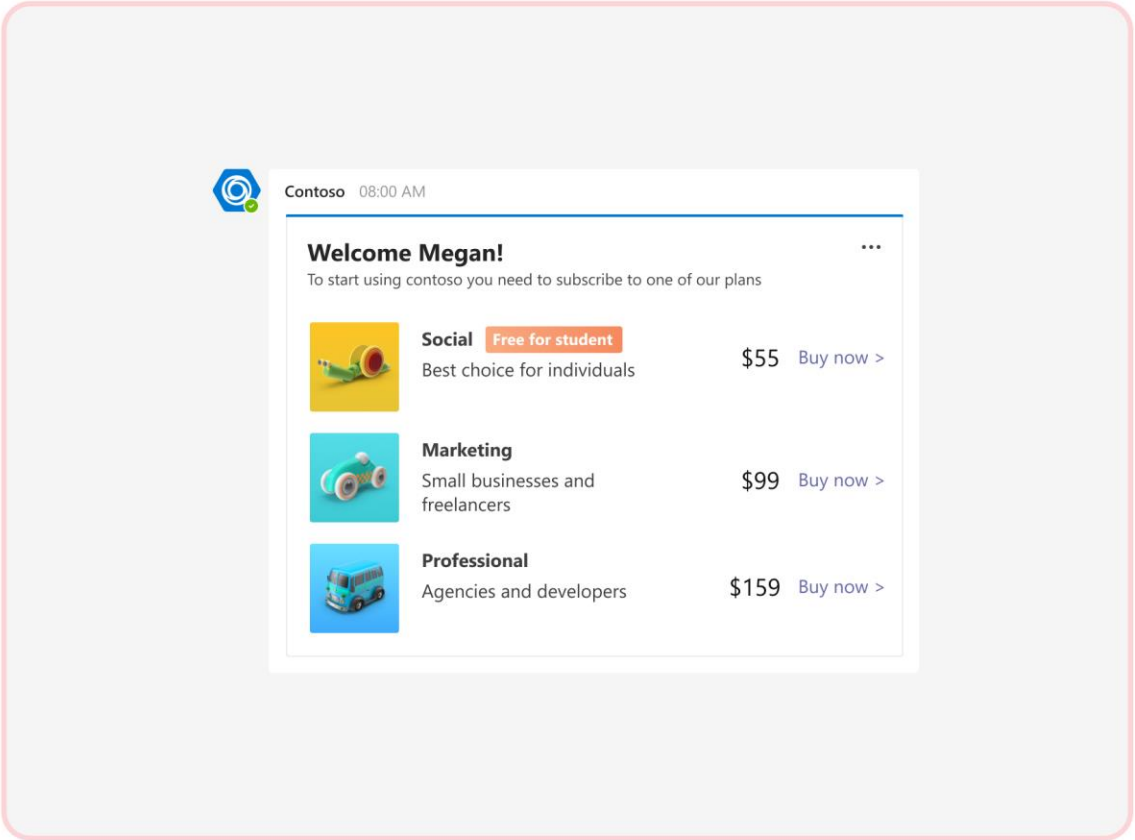 Contoso 08:00 AM
Welcome Megan!
To start using contoso you need to subscribe to one of our plans
Social Free for student
Best choice for individuals
$55 Buy now >
Marketing
Small businesses and
freelancers
$99 Buy now >
Professional
Agencies and developers
$159 Buy now >